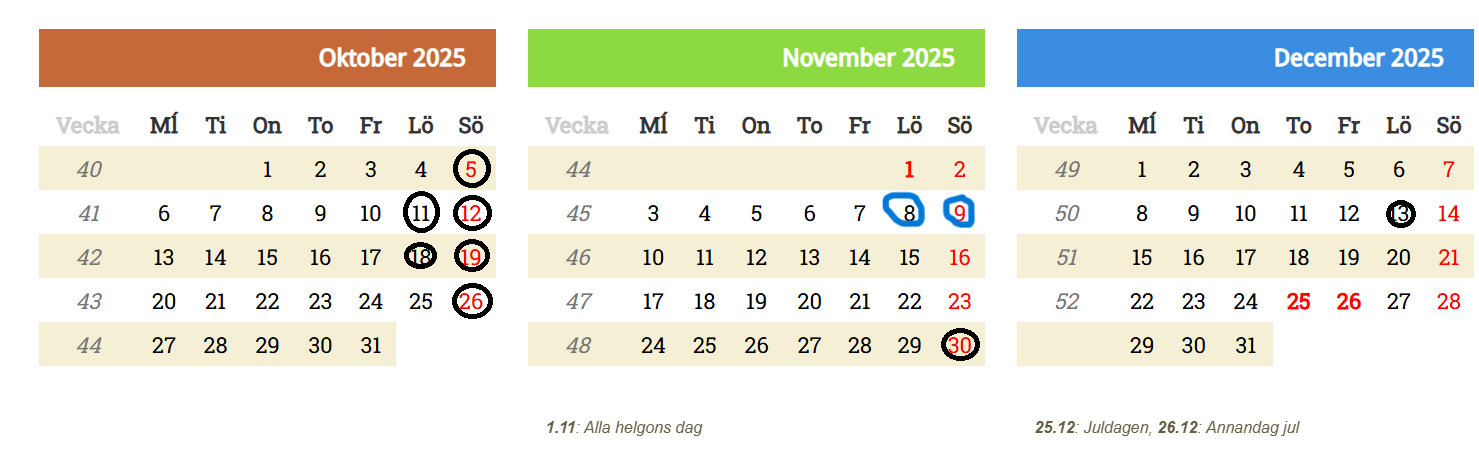 Oktober 2025
Vecka MÍ Ti On To Fr Lö Sö
40 1 2 3 4 5
41 6 7 8 9 10 11 12
42 13 14 15 16 17 18 19
43 20 21 22 23 24 25 26
44 27 28 29 30 31
November 2025
Vecka MÍ Ti On To Fr Lö Sö
44 1 2
45 3 4 5 6 7 8 9
46 10 11 12 13 14 15 16
47 17 18 19 20 21 22 23
48 24 25 26 27 28 29 30
1.11: Alla helgons dag
December 2025
Vecka MÍ Ti On To Fr Lö Sö
49 1 2 3 4 5 6 7
50 8 9 10 11 12 13 14
51 15 16 17 18 19 20 21
52 22 23 24 25 26 27 28
29 30 31
25.12: Juldagen, 26.12: Annandag jul